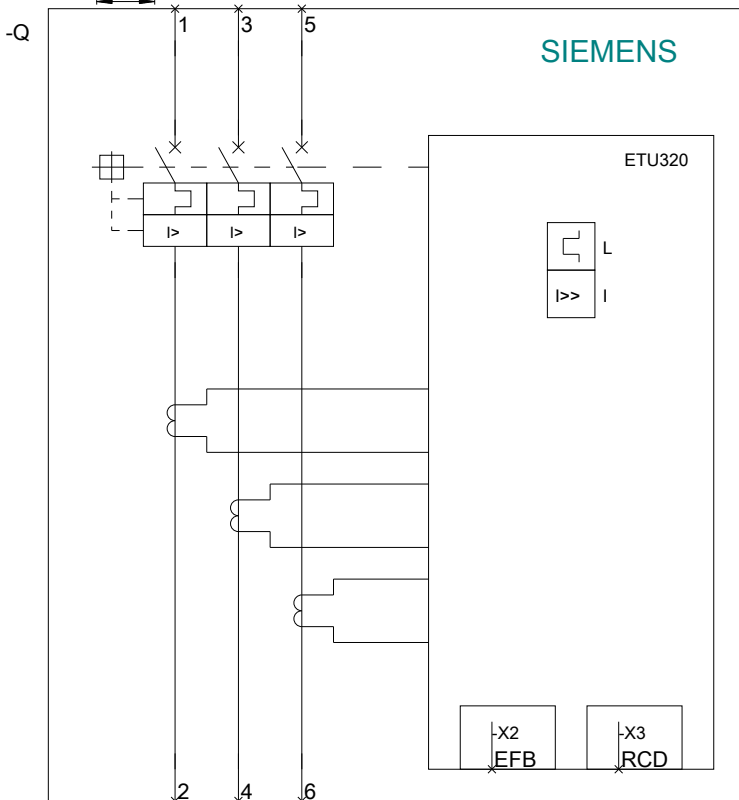 1 3 5
-Q
SIEMENS
ETU320
L
I> I> I>
I>> I
-X2 -X3
EFB RCD
2 4 6